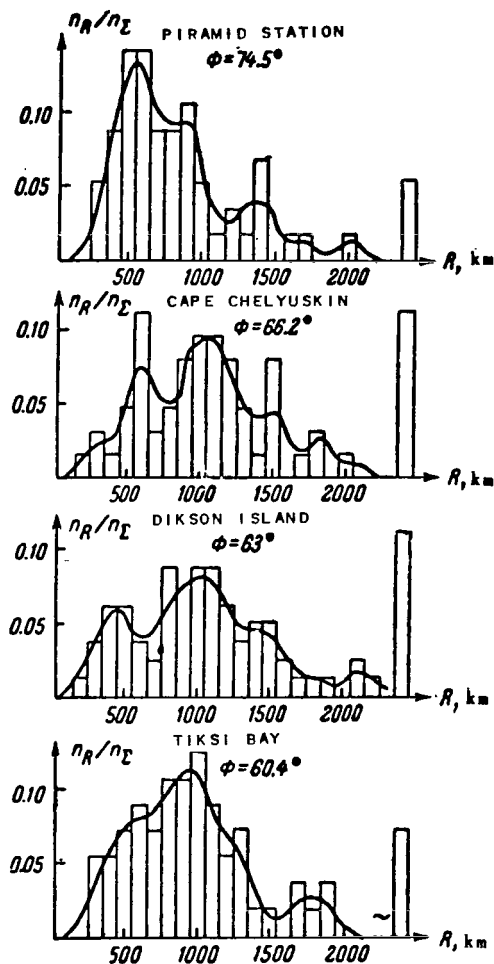 n_R/n_Σ
PIRAMID STATION
Φ=74.5°
0.10
0.05
500 1000 1500 2000 R, km
n_R/n_Σ
CAPE CHELYUSKIN
Φ=66.2°
0.10
0.05
500 1000 1500 2000 R, km
n_R/n_Σ
DIKSON ISLAND
Φ=63°
0.10
0.05
500 1000 1500 2000 R, km
n_R/n_Σ
TIKSI BAY
Φ=60.4°
0.10
0.05
~
500 1000 1500 2000 R, km